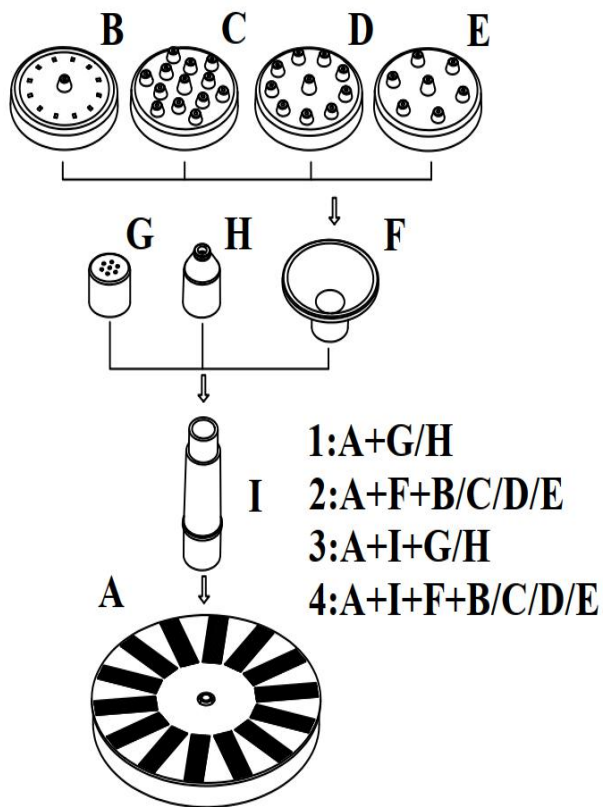 B C D E
G H F
I
A
1:A+G/H
2:A+F+B/C/D/E
3:A+I+G/H
4:A+I+F+B/C/D/E